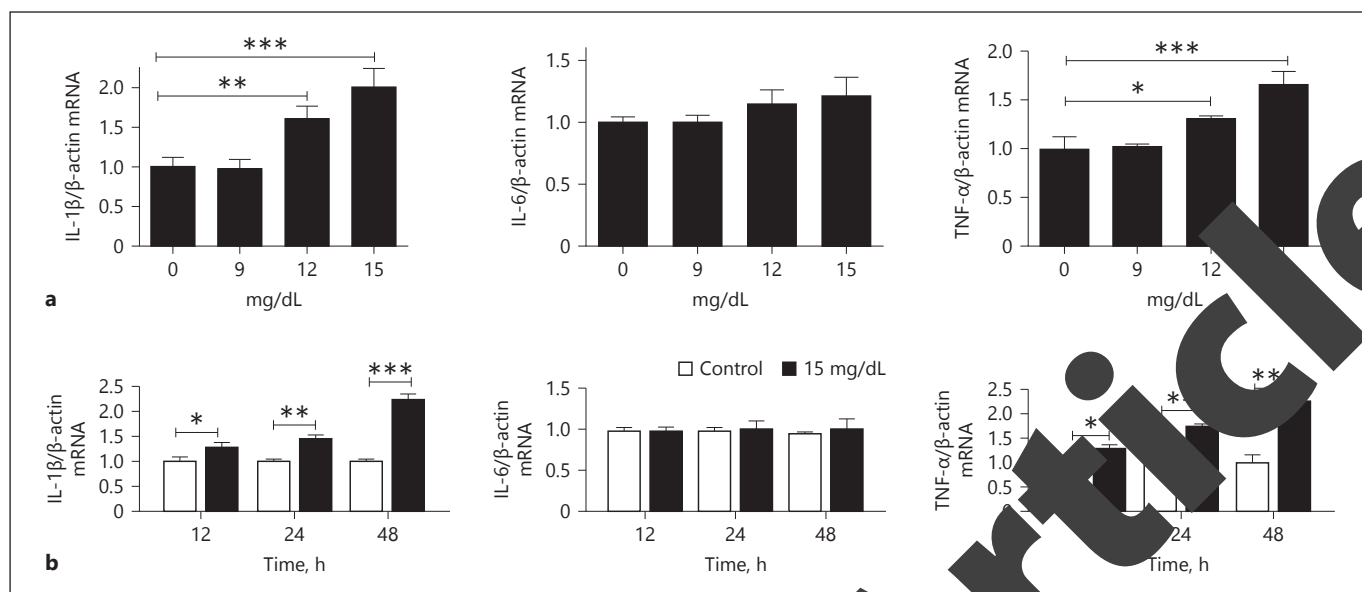 ***
**
IL-1β/β-actin mRNA
2.0
1.5
1.0
0.5
0
0 9 12 15
mg/dL
IL-6/β-actin mRNA
1.5
1.0
0.5
0
0 9 12 15
mg/dL
***
*
TNF-α/β-actin mRNA
2.0
1.5
1.0
0.5
0
0 9 12
mg/dL
a
* ** ***
IL-1β/β-actin
mRNA
2.5
2.0
1.5
1.0
0.5
0
12 24 48
Time, h
Control 15 mg/dL
IL-6/β-actin
mRNA
1.5
1.0
0.5
0
12 24 48
Time, h
TNF-α/β-actin
mRNA
2.5
2.0
1.5
1.0
0.5
24 48
Time, h
b